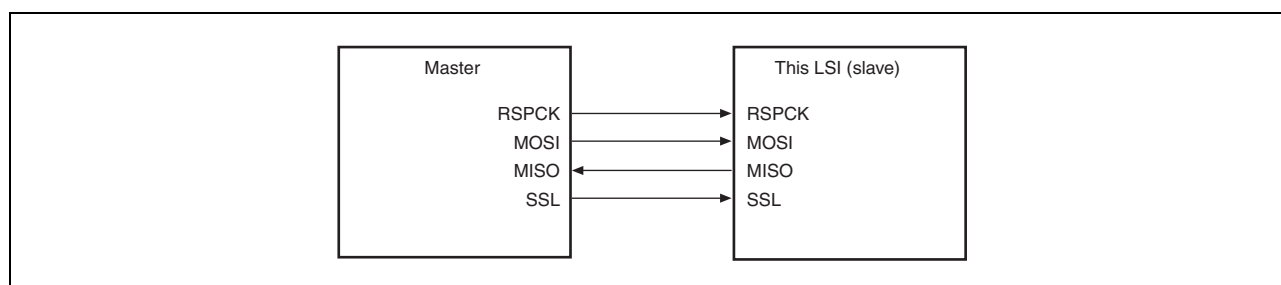 Master
RSPCK
MOSI
MISO
SSL
This LSI (slave)
RSPCK
MOSI
MISO
SSL